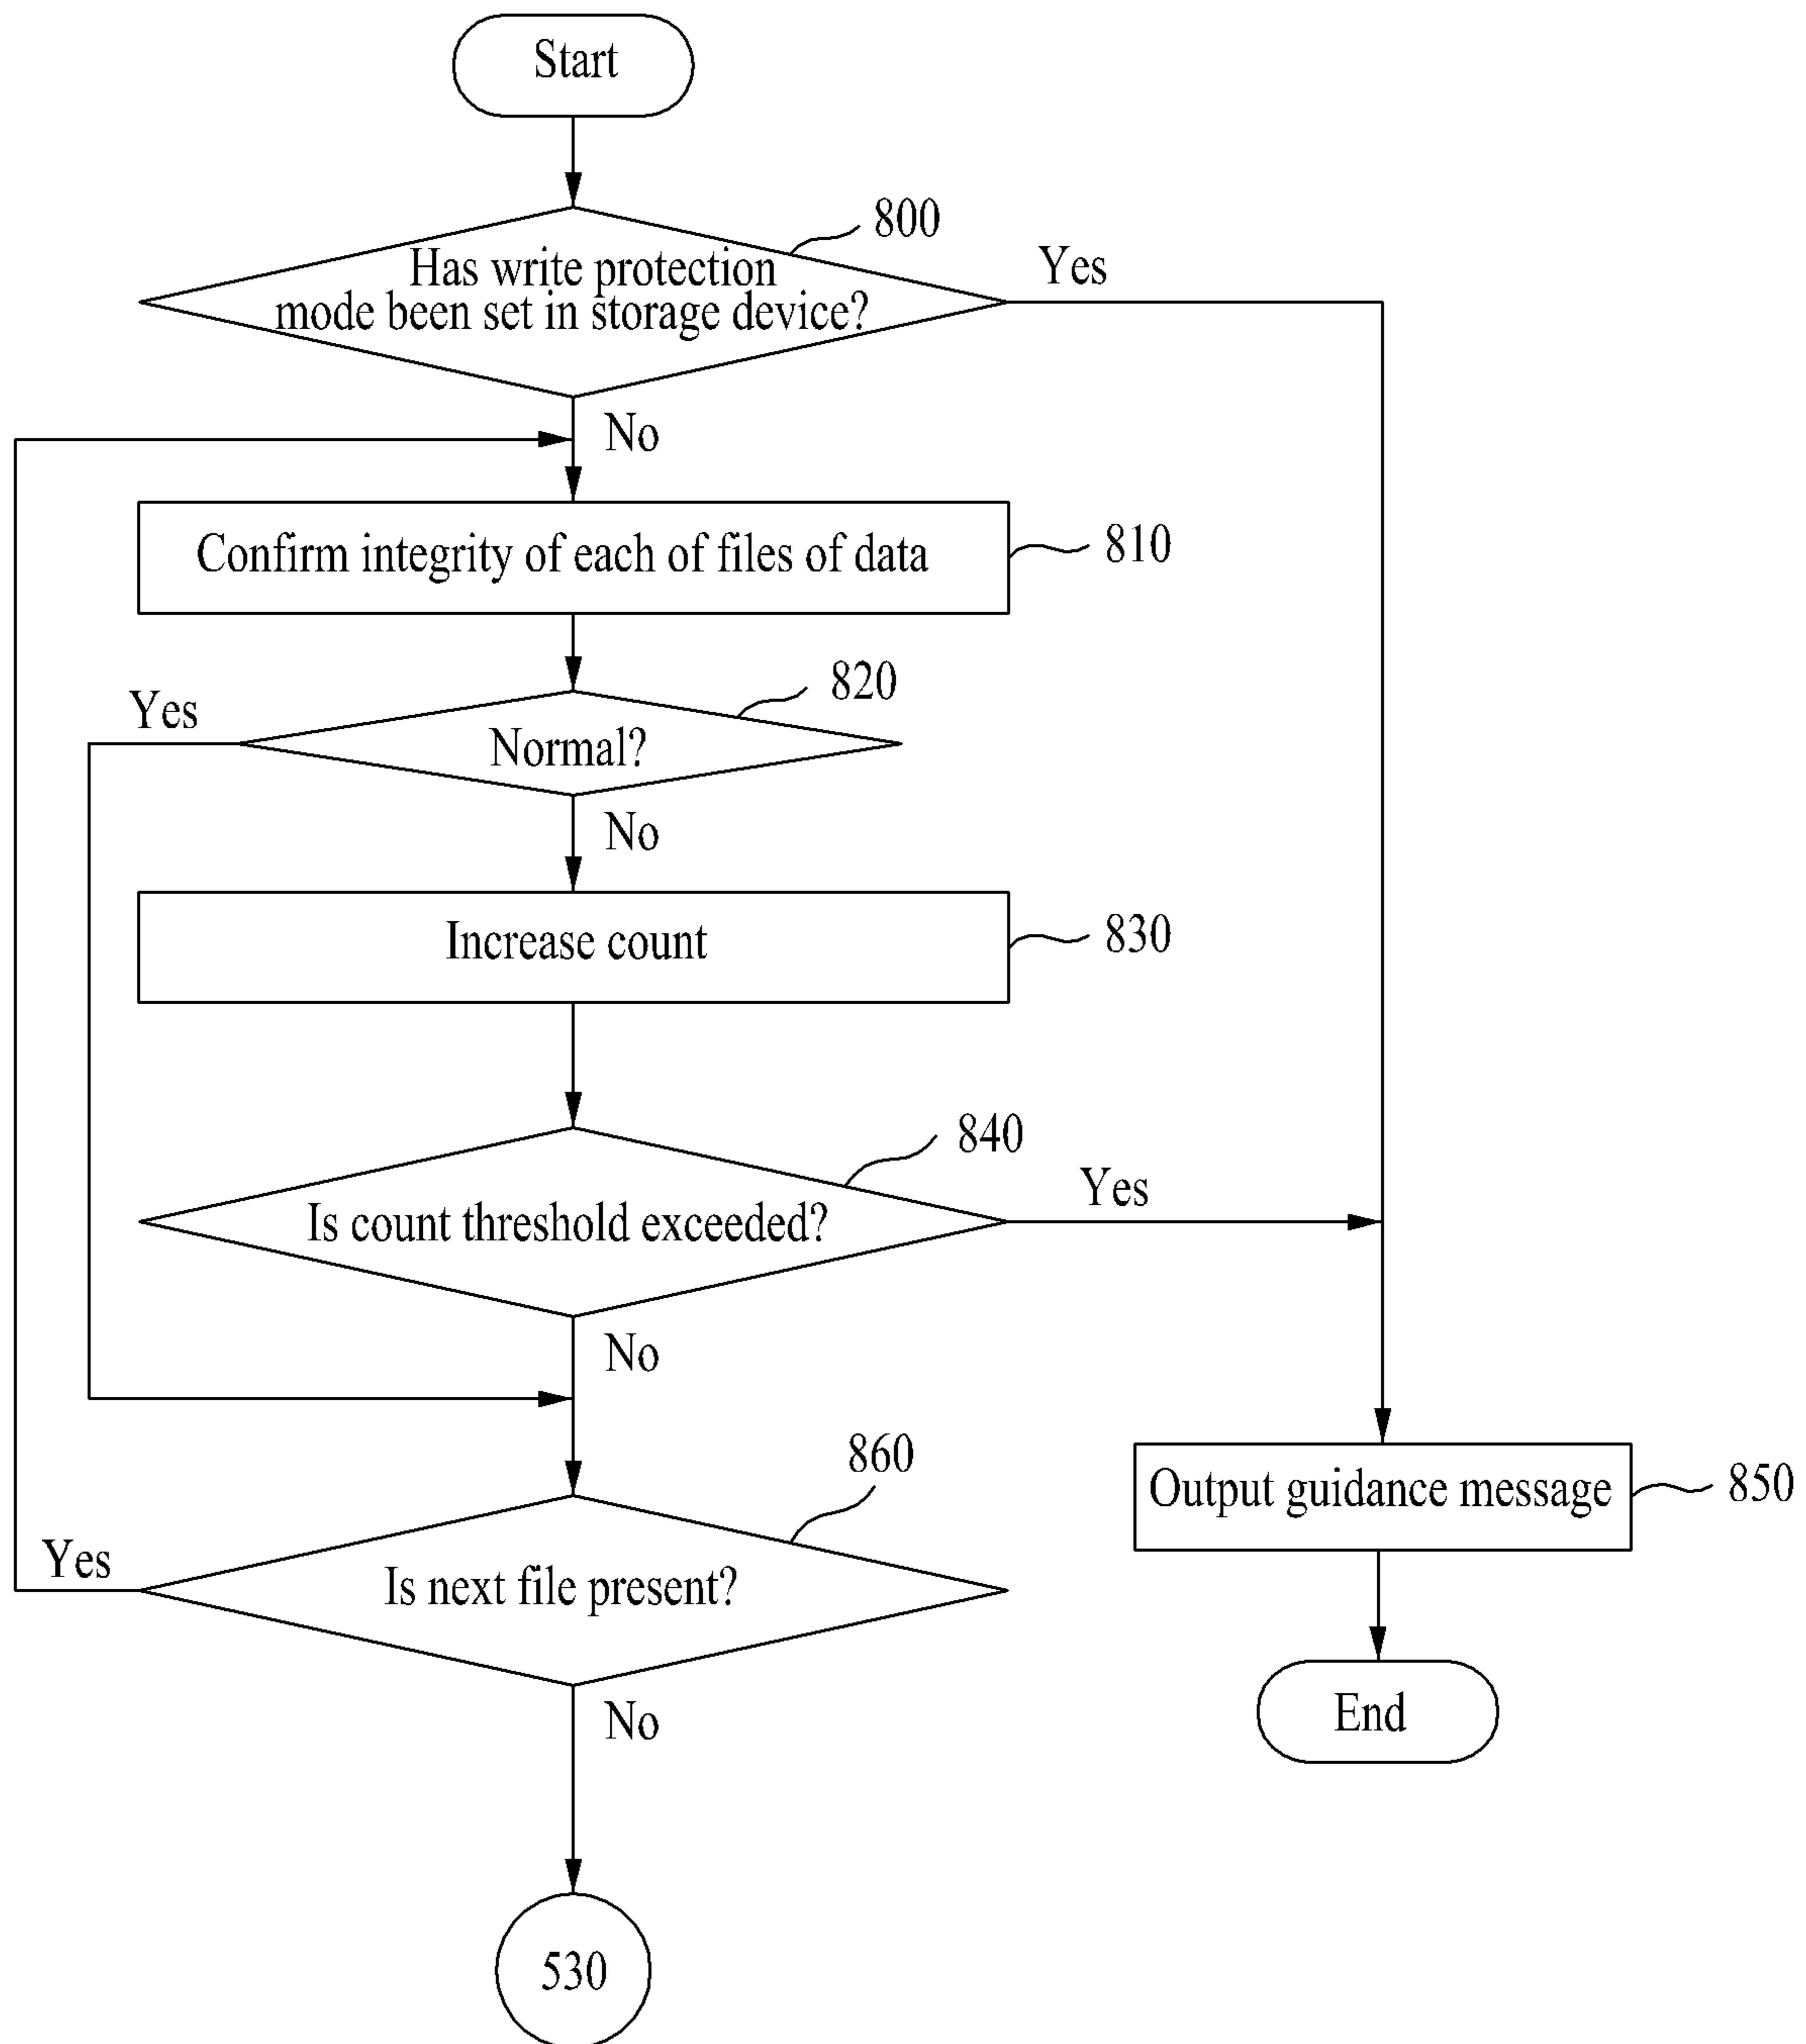 Start
800
Has write protection
mode been set in storage device?
Yes
No
Confirm integrity of each of files of data
810
820
Yes
Normal?
No
Increase count
830
840
Is count threshold exceeded?
Yes
No
860
Output guidance message
850
Yes
Is next file present?
No
End
530